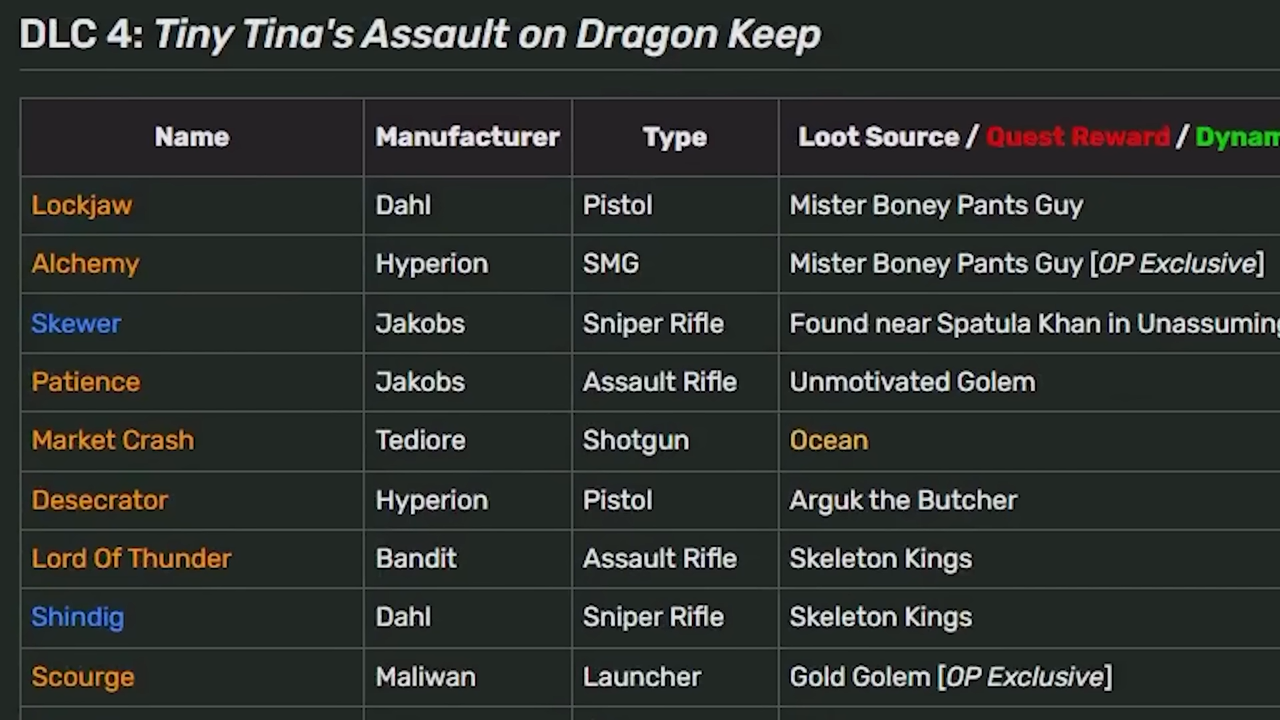 DLC 4: Tiny Tina's Assault on Dragon Keep
Name Manufacturer Type Loot Source / Quest Reward / Dynam
Lockjaw Dahl Pistol Mister Boney Pants Guy
Alchemy Hyperion SMG Mister Boney Pants Guy [OP Exclusive]
Skewer Jakobs Sniper Rifle Found near Spatula Khan in Unassuming
Patience Jakobs Assault Rifle Unmotivated Golem
Market Crash Tediore Shotgun Ocean
Desecrator Hyperion Pistol Arguk the Butcher
Lord Of Thunder Bandit Assault Rifle Skeleton Kings
Shindig Dahl Sniper Rifle Skeleton Kings
Scourge Maliwan Launcher Gold Golem [OP Exclusive]